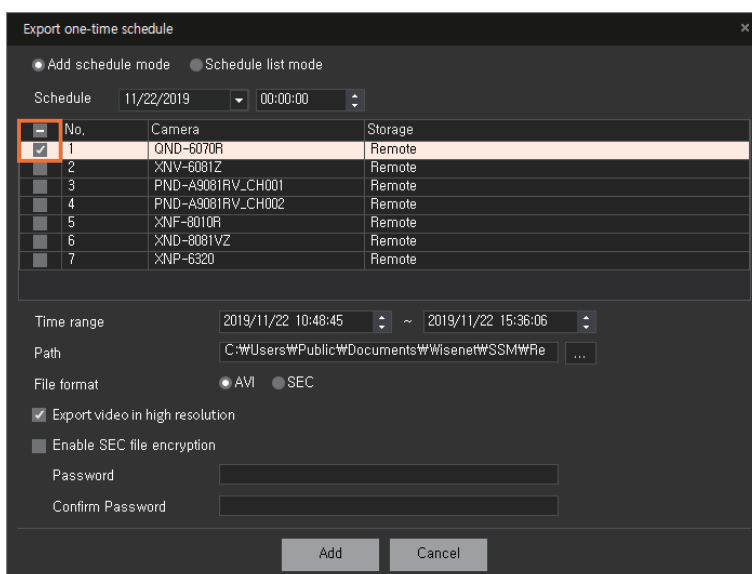 Export one-time schedule
Add schedule mode Schedule list mode
Schedule 11/22/2019 00:00:00
No. Camera Storage
1 QND-6070R Remote
2 XNV-6081Z Remote
3 PND-A9081RV_CH001 Remote
4 PND-A9081RV_CH002 Remote
5 XNF-8010R Remote
6 XND-8081VZ Remote
7 XNP-6320 Remote
Time range 2019/11/22 10:48:45 ~ 2019/11/22 15:36:06
Path C:₩Users₩Public₩Documents₩Wisenet₩SSM₩Re ...
File format AVI SEC
Export video in high resolution
Enable SEC file encryption
Password
Confirm Password
Add Cancel